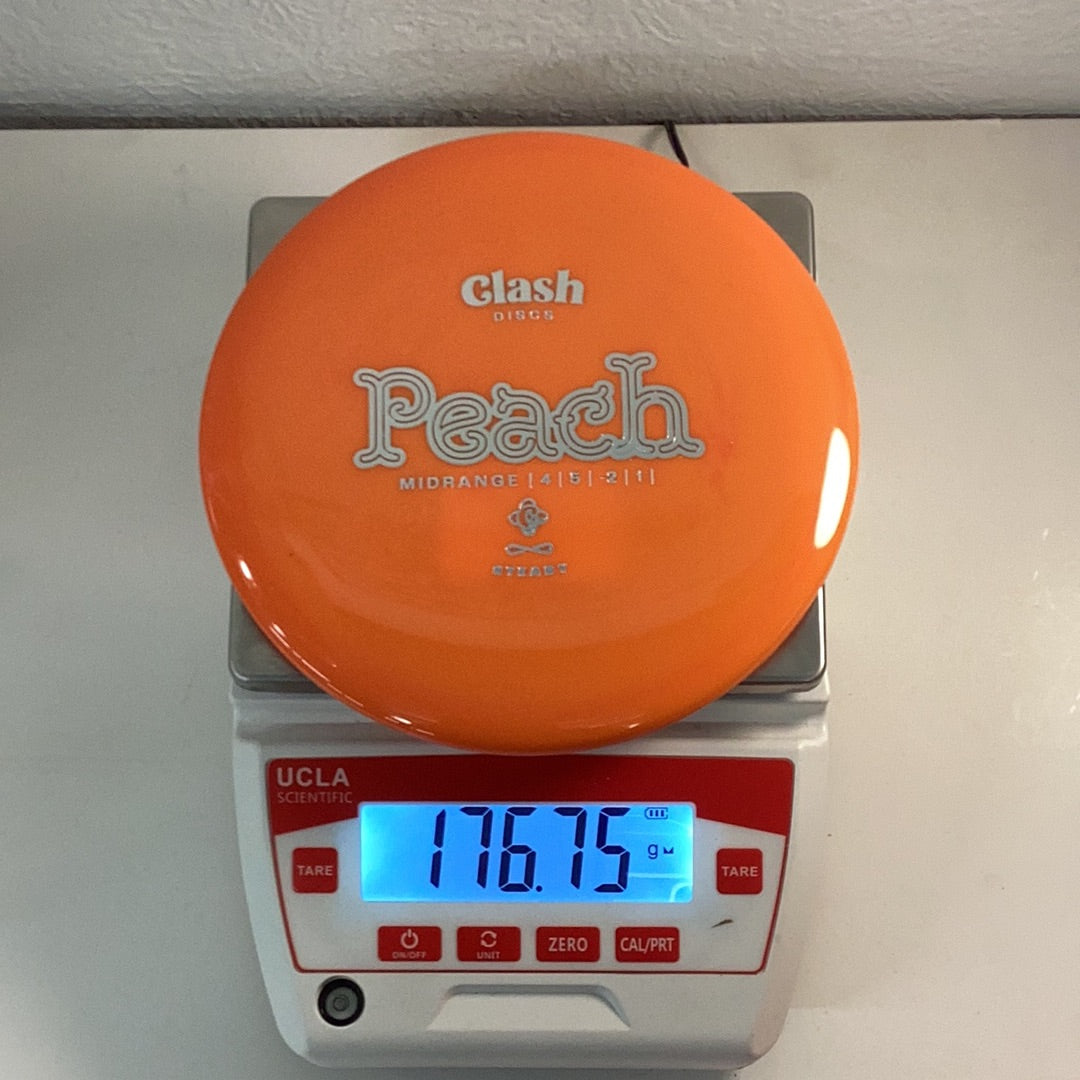 Clash
DISCS
Peach
MIDRANGE | 4 | 5 | -2 | 1 |
STEADY
UCLA
SCIENTIFIC
176.75 g
TARE
TARE
ON/OFF
UNIT
ZERO
CAL/PRT